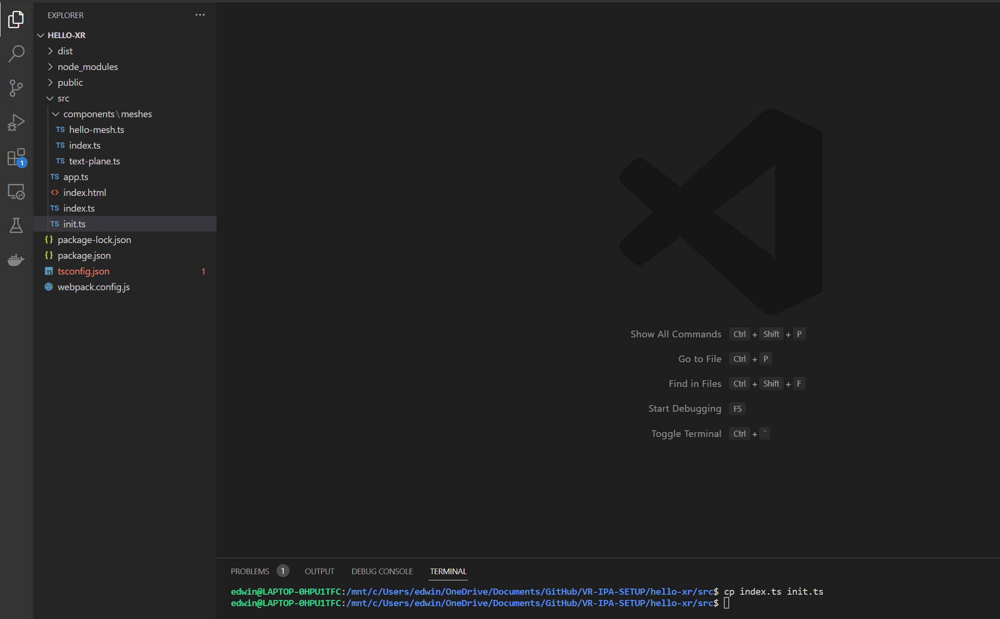 EXPLORER ···
HELLO-XR
dist
node_modules
public
src
components\meshes
TS hello-mesh.ts
TS index.ts
TS text-plane.ts
TS app.ts
<> index.html
TS index.ts
TS init.ts
{} package-lock.json
{} package.json
TS tsconfig.json 1
webpack.config.js
1
Show All Commands Ctrl + Shift + P
Go to File Ctrl + P
Find in Files Ctrl + Shift + F
Start Debugging F5
Toggle Terminal Ctrl + `
PROBLEMS 1 OUTPUT DEBUG CONSOLE TERMINAL
edwin@LAPTOP-0HPU1TFC:/mnt/c/Users/edwin/OneDrive/Documents/GitHub/VR-IPA-SETUP/hello-xr/src$ cp index.ts init.ts
edwin@LAPTOP-0HPU1TFC:/mnt/c/Users/edwin/OneDrive/Documents/GitHub/VR-IPA-SETUP/hello-xr/src$